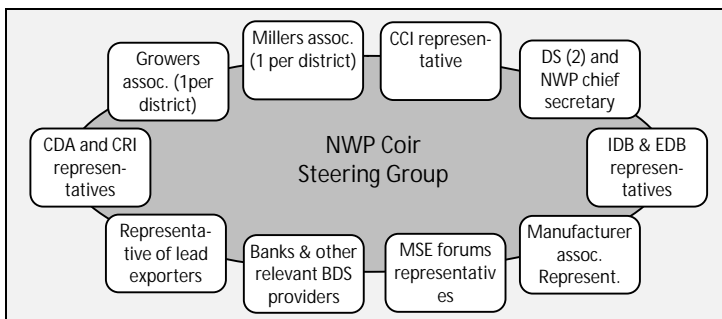 Millers assoc.
(1 per district)
CCI represen-
tative
Growers
assoc. (1per
district)
DS (2) and
NWP chief
secretary
CDA and CRI
represen-
tatives
NWP Coir
Steering Group
IDB & EDB
represen-
tatives
Representa-
tive of lead
exporters
Banks & other
relevant BDS
providers
MSE forums
representativ
es
Manufacturer
assoc.
Represent.